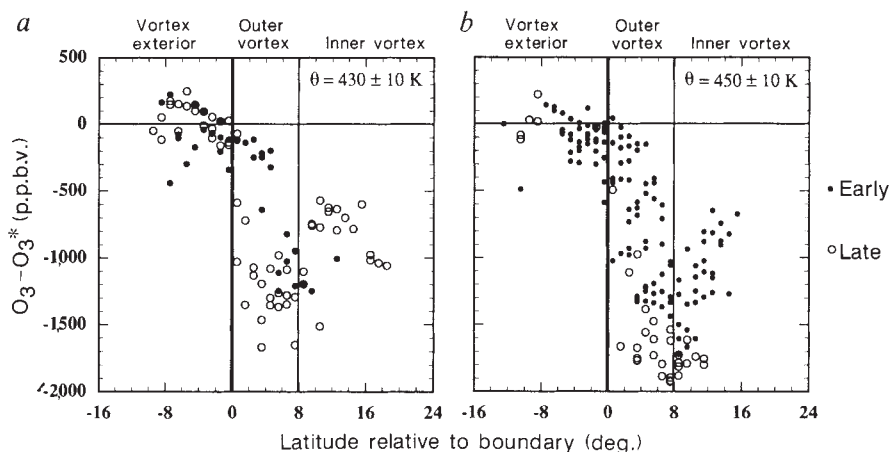 a
Vortex exterior
Outer vortex
Inner vortex
θ = 430 ± 10 K
b
Vortex exterior
Outer vortex
Inner vortex
θ = 450 ± 10 K
O3–O3* (p.p.b.v.)
500
0
-500
-1000
-1500
-2000
-16 -8 0 8 16 24
-16 -8 0 8 16 24
Early
Late
Latitude relative to boundary (deg.)